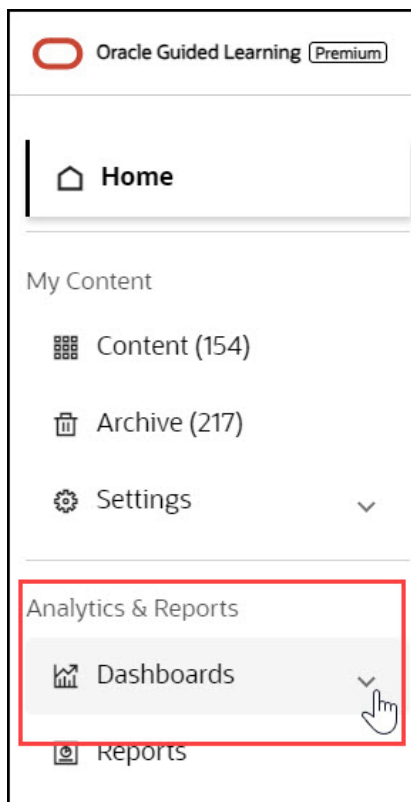 Oracle Guided Learning Premium
Home
My Content
Content (154)
Archive (217)
Settings
Analytics & Reports
Dashboards
Reports